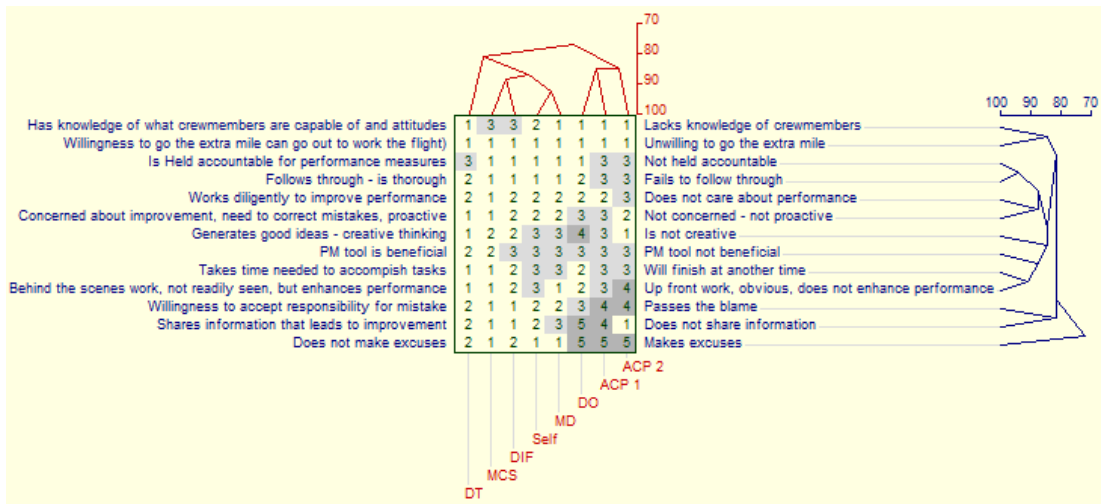 70
80
90
100
100 90 80 70
Has knowledge of what crewmembers are capable of and attitudes 1 3 3 2 1 1 1 1 Lacks knowledge of crewmembers
Willingness to go the extra mile can go out to work the flight) 1 1 1 1 1 1 1 1 Unwilling to go the extra mile
Is Held accountable for performance measures 3 1 1 1 1 1 3 3 Not held accountable
Follows through - is thorough 2 1 1 1 1 2 3 3 Fails to follow through
Works diligently to improve performance 2 1 2 2 2 2 2 3 Does not care about performance
Concerned about improvement, need to correct mistakes, proactive 1 1 2 2 2 3 3 2 Not concerned - not proactive
Generates good ideas - creative thinking 1 2 2 3 3 4 3 1 Is not creative
PM tool is beneficial 2 2 3 3 3 3 3 3 PM tool not beneficial
Takes time needed to accompish tasks 1 1 2 3 3 2 3 3 Will finish at another time
Behind the scenes work, not readily seen, but enhances performance 1 1 2 3 1 2 3 4 Up front work, obvious, does not enhance performance
Willingness to accept responsibility for mistake 2 1 1 2 2 3 4 4 Passes the blame
Shares information that leads to improvement 2 1 1 2 3 5 4 1 Does not share information
Does not make excuses 2 1 2 1 1 5 5 5 Makes excuses
ACP 2
ACP 1
DO
MD
Self
DIF
MCS
DT